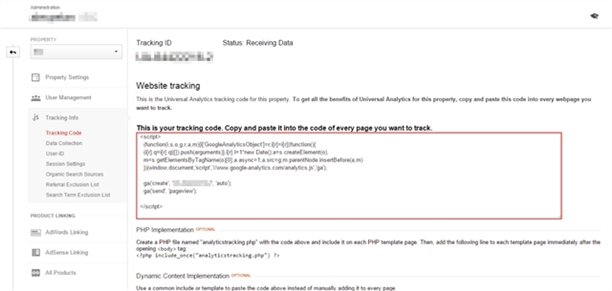 Administration
PROPERTY
Property Settings
User Management
Tracking Info
Tracking Code
Data Collection
User-ID
Session Settings
Organic Search Sources
Referral Exclusion List
Search Term Exclusion List
PRODUCT LINKING
AdWords Linking
AdSense Linking
All Products
Tracking ID
Status: Receiving Data
Website tracking
This is the Universal Analytics tracking code for this property. To get all the benefits of Universal Analytics for this property, copy and paste this code into every webpage
you want to track.
This is your tracking code. Copy and paste it into the code of every page you want to track.
<script>
(function(i,s,o,g,r,a,m){i['GoogleAnalyticsObject']=r;i[r]=i[r]||function(){
(i[r].q=i[r].q||[]).push(arguments)},i[r].l=1*new Date();a=s.createElement(o),
m=s.getElementsByTagName(o)[0];a.async=1;a.src=g;m.parentNode.insertBefore(a,m)
})(window,document,'script','//www.google-analytics.com/analytics.js','ga');
ga('create', 'auto');
ga('send', 'pageview');
</script>
PHP Implementation OPTIONAL
Create a PHP file named "analyticstracking.php" with the code above and include it on each PHP template page. Then, add the following line to each template page immediately after the
opening <body> tag:
<?php include_once("analyticstracking.php") ?>
Dynamic Content Implementation OPTIONAL
Use a common include or template to paste the code above instead of manually adding it to every page